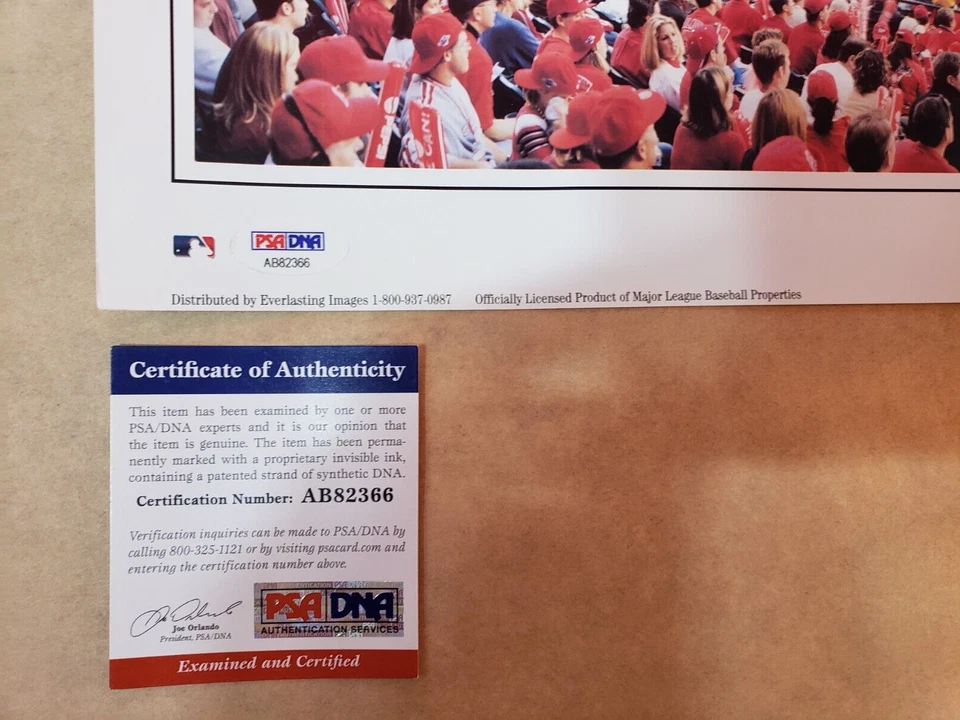 CAN!
PSA DNA
AB82366
Distributed by Everlasting Images 1-800-937-0987 Officially Licensed Product of Major League Baseball Properties
Certificate of Authenticity
This item has been examined by one or more
PSA/DNA experts and it is our opinion that
the item is genuine. The item has been perma-
nently marked with a proprietary invisible ink,
containing a patented strand of synthetic DNA.
Certification Number: AB82366
Verification inquiries can be made to PSA/DNA by
calling 800-325-1121 or by visiting psacard.com and
entering the certification number above.
Joe Orlando
President, PSA/DNA
PSA DNA
AUTHENTICATION SERVICES
Examined and Certified